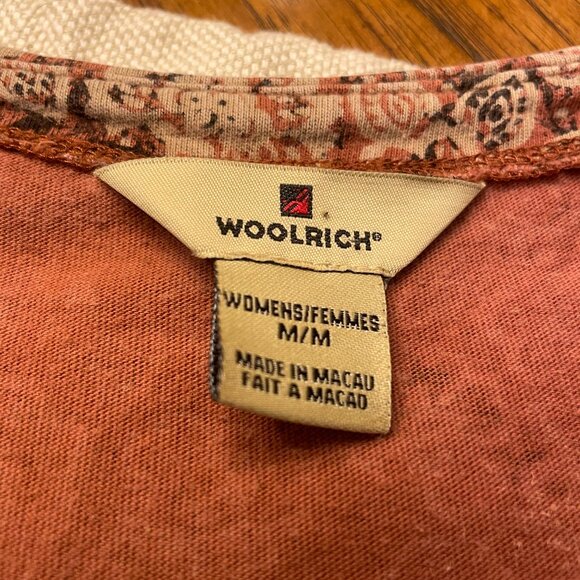 WOOLRICH®
WOMENS/FEMMES
M/M
MADE IN MACAU
FAIT A MACAO